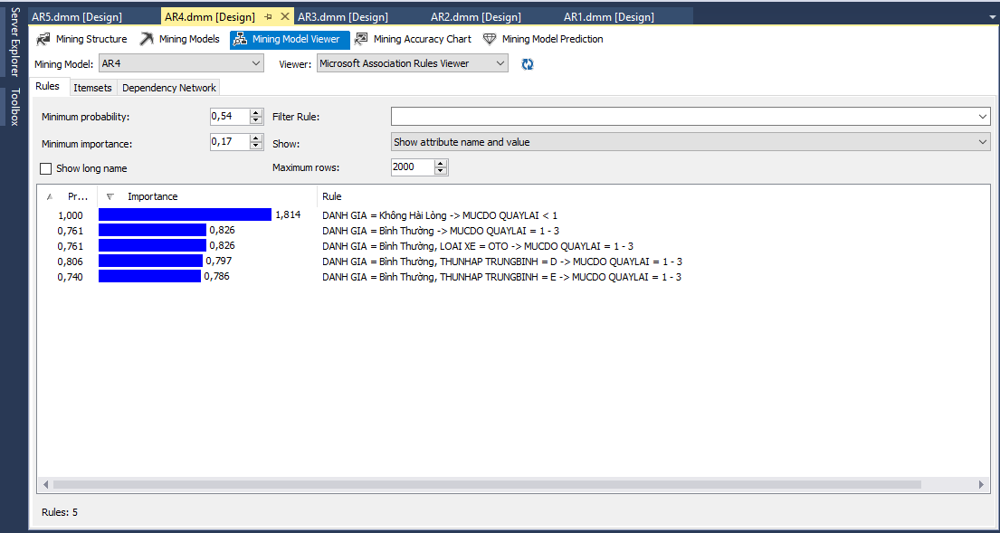 Server Explorer
Toolbox
AR5.dmm [Design]
AR4.dmm [Design]
AR3.dmm [Design]
AR2.dmm [Design]
AR1.dmm [Design]
Mining Structure
Mining Models
Mining Model Viewer
Mining Accuracy Chart
Mining Model Prediction
Mining Model: AR4
Viewer: Microsoft Association Rules Viewer
Rules
Itemsets
Dependency Network
Minimum probability: 0,54
Filter Rule:
Minimum importance: 0,17
Show: Show attribute name and value
Show long name
Maximum rows: 2000
Pr... Importance Rule
1,000 1,814 DANH GIA = Không Hài Lòng -> MUCDO QUAYLAI < 1
0,761 0,826 DANH GIA = Bình Thường -> MUCDO QUAYLAI = 1 - 3
0,761 0,826 DANH GIA = Bình Thường, LOAI XE = OTO -> MUCDO QUAYLAI = 1 - 3
0,806 0,797 DANH GIA = Bình Thường, THUNHAP TRUNGBINH = D -> MUCDO QUAYLAI = 1 - 3
0,740 0,786 DANH GIA = Bình Thường, THUNHAP TRUNGBINH = E -> MUCDO QUAYLAI = 1 - 3
Rules: 5